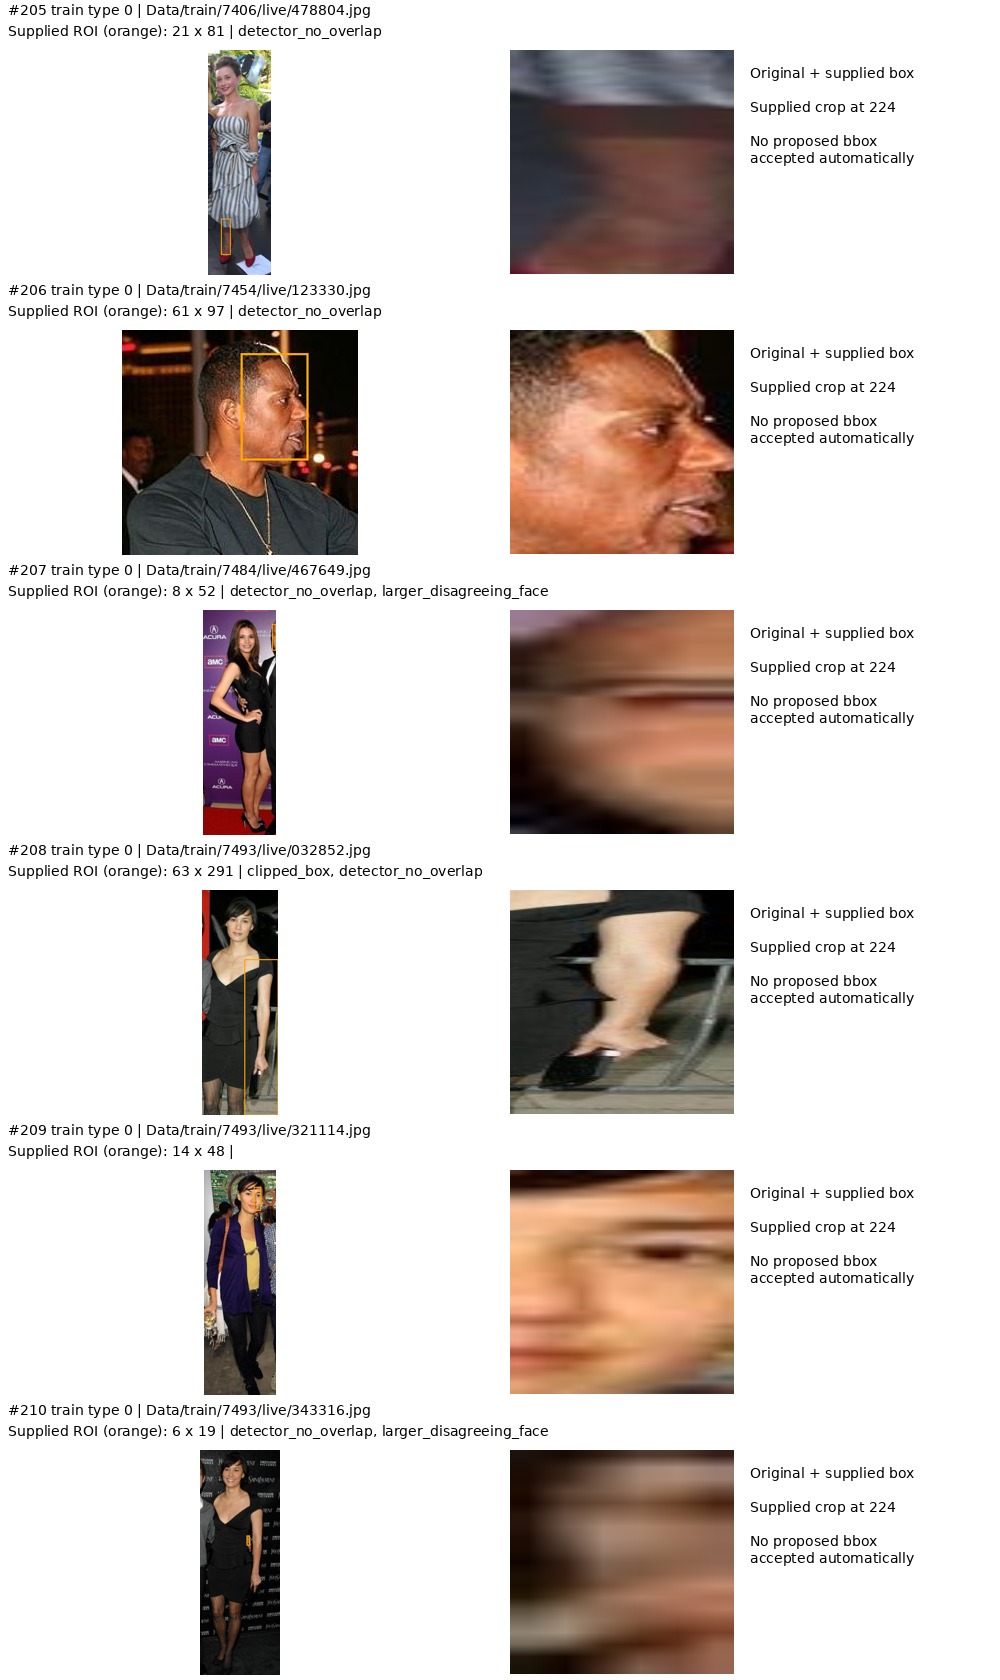 #205 train type 0 | Data/train/7406/live/478804.jpg
Supplied ROI (orange): 21 x 81 | detector_no_overlap
Original + supplied box
Supplied crop at 224
No proposed bbox
accepted automatically
#206 train type 0 | Data/train/7454/live/123330.jpg
Supplied ROI (orange): 61 x 97 | detector_no_overlap
Original + supplied box
Supplied crop at 224
No proposed bbox
accepted automatically
#207 train type 0 | Data/train/7484/live/467649.jpg
Supplied ROI (orange): 8 x 52 | detector_no_overlap, larger_disagreeing_face
ACURA
amc
amc
ACURA
Original + supplied box
Supplied crop at 224
No proposed bbox
accepted automatically
#208 train type 0 | Data/train/7493/live/032852.jpg
Supplied ROI (orange): 63 x 291 | clipped_box, detector_no_overlap
Original + supplied box
Supplied crop at 224
No proposed bbox
accepted automatically
#209 train type 0 | Data/train/7493/live/321114.jpg
Supplied ROI (orange): 14 x 48 |
Original + supplied box
Supplied crop at 224
No proposed bbox
accepted automatically
#210 train type 0 | Data/train/7493/live/343316.jpg
Supplied ROI (orange): 6 x 19 | detector_no_overlap, larger_disagreeing_face
Original + supplied box
Supplied crop at 224
No proposed bbox
accepted automatically